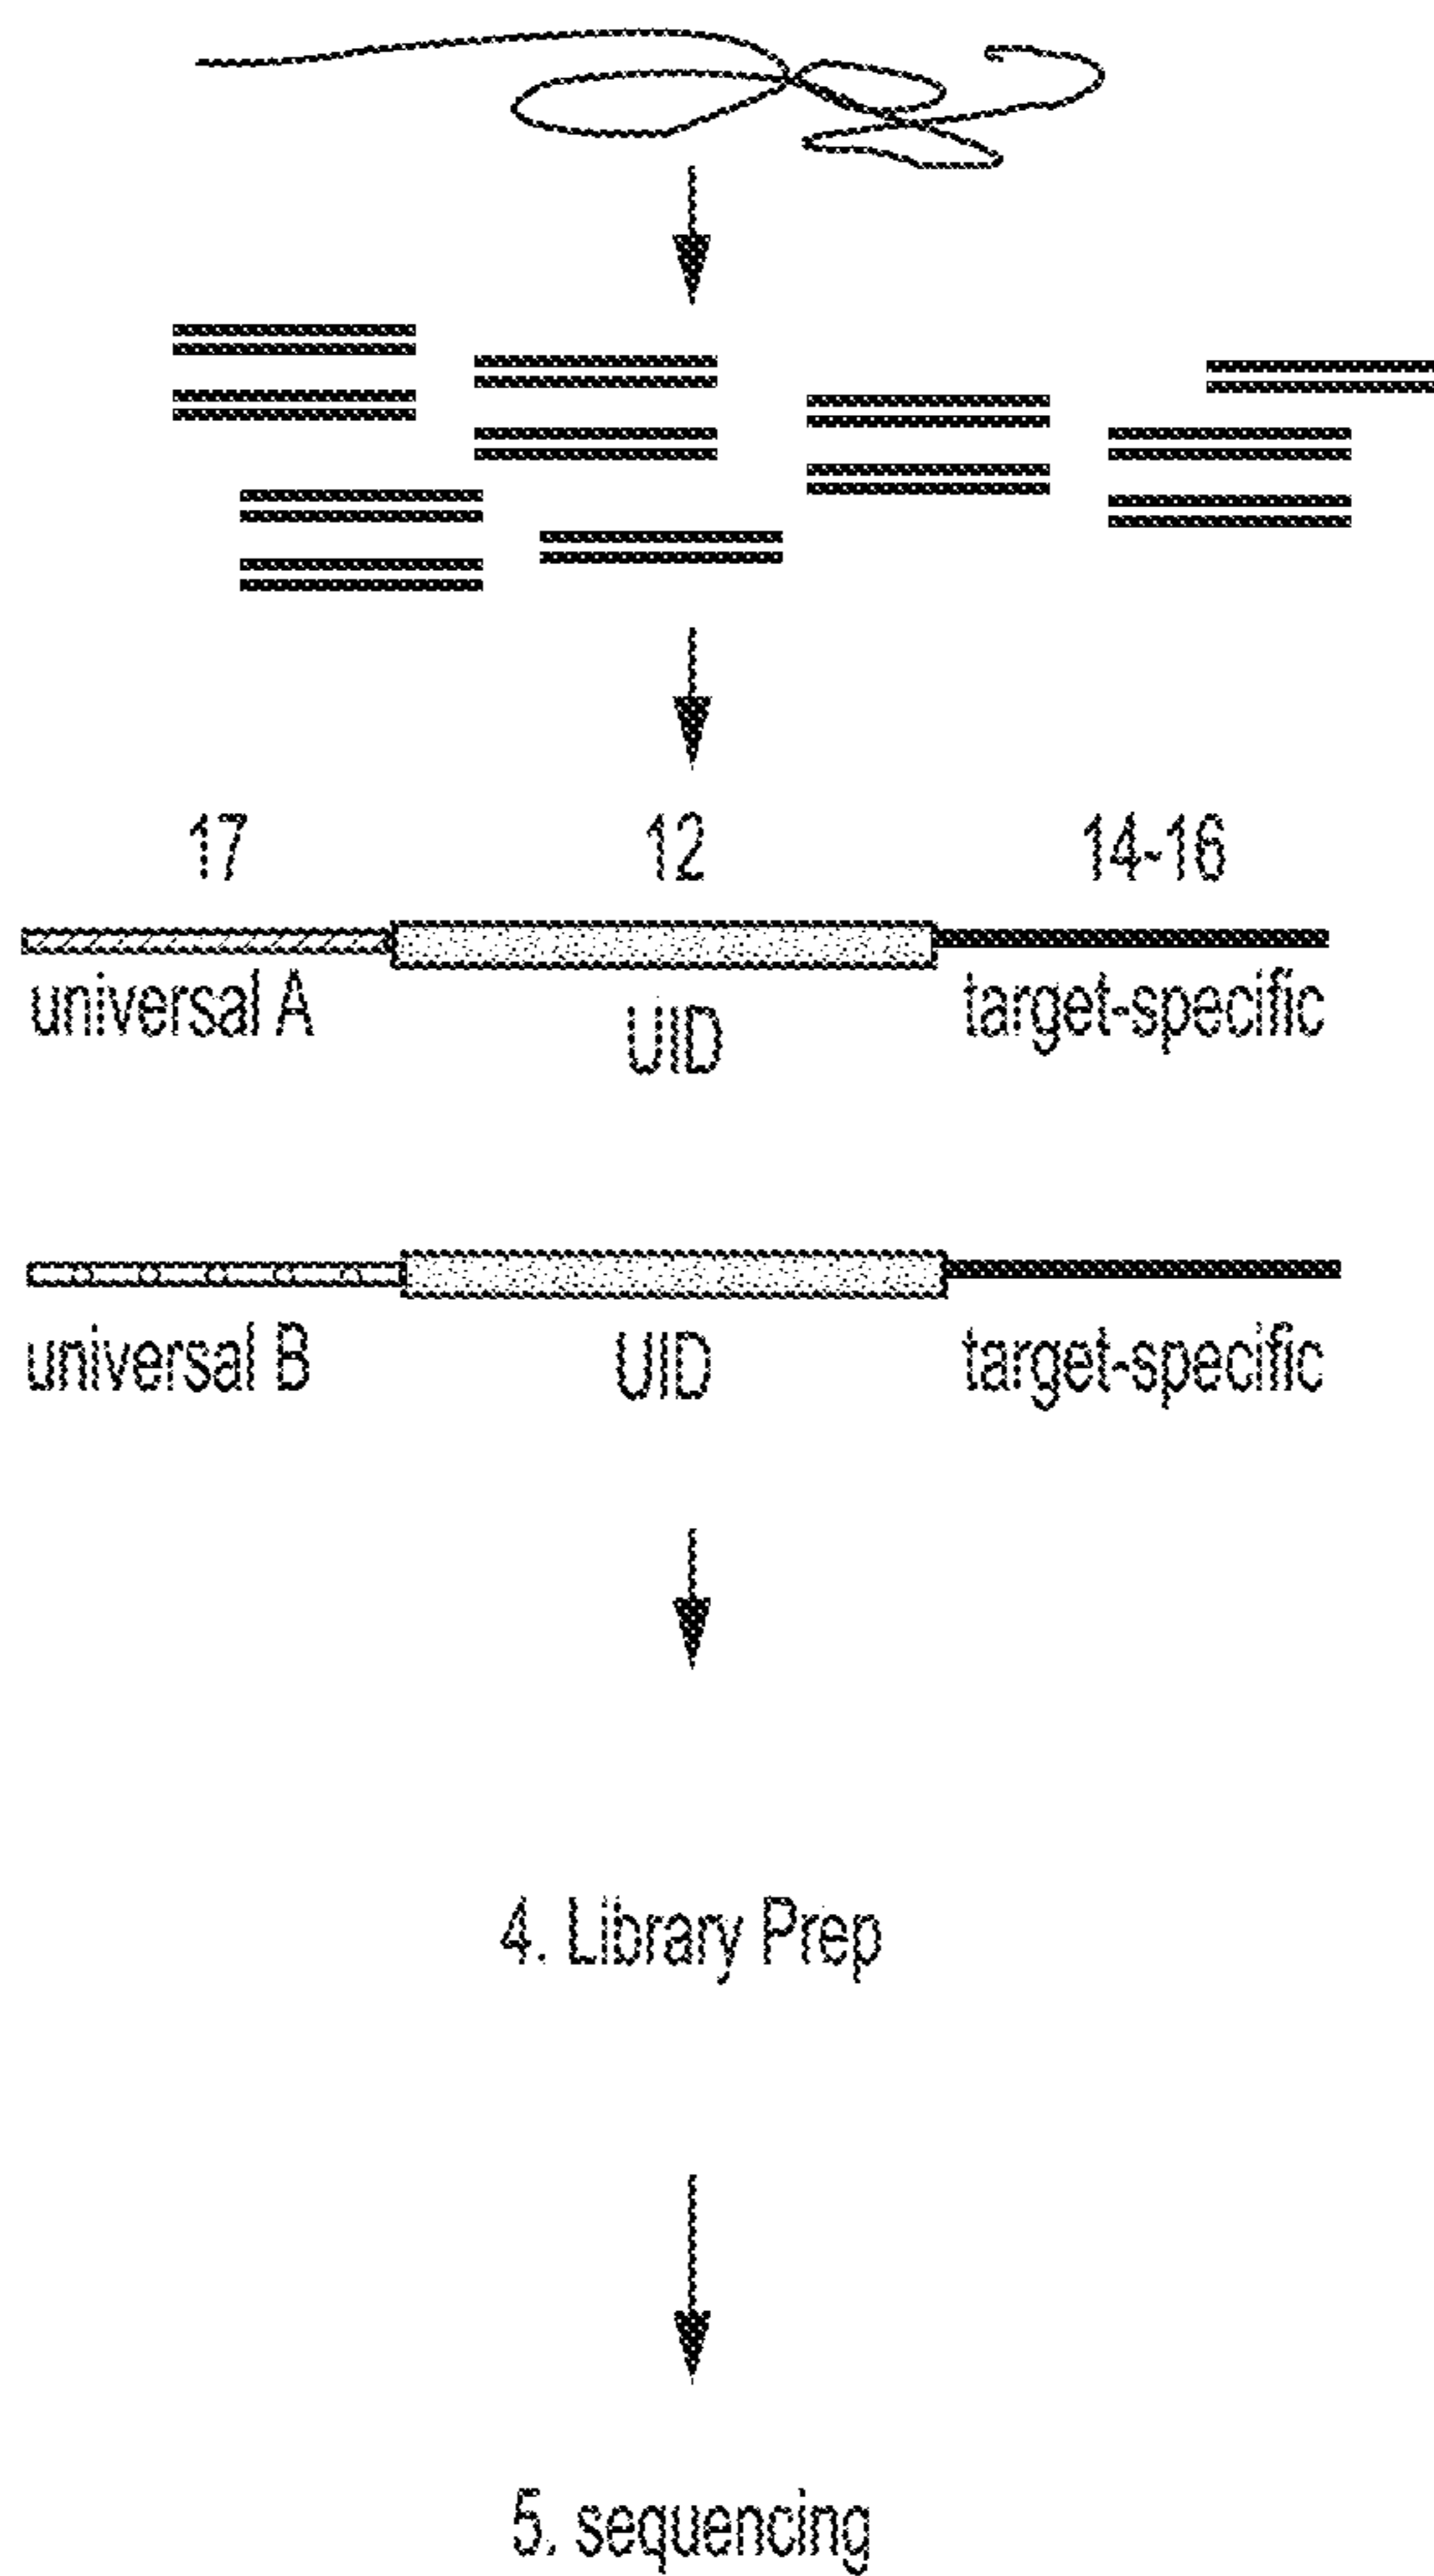 17 12 14-16
universal A UID target-specific
universal B UID target-specific
4. Library Prep
5. sequencing